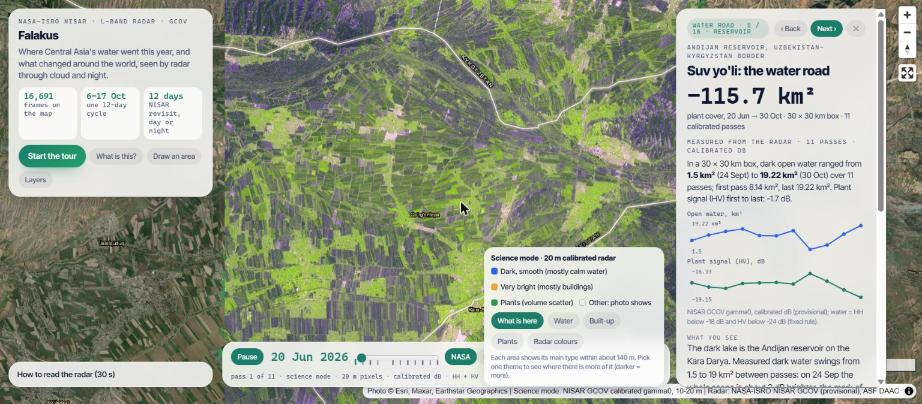 NASA-ISRO NISAR · L-BAND RADAR · GCOV
Falakus
Where Central Asia's water went this year, and
what changed around the world, seen by radar
through cloud and night.
16,691
frames on
the map
6–17 Oct
one 12-day
cycle
12 days
NISAR
revisit,
day or
night
Start the tour
What is this?
Draw an area
Layers
How to read the radar (30 s)
Pause
20 Jun 2026
NASA
pass 1 of 11 · science mode · 20 m pixels · calibrated dB · HH + HV
Science mode · 20 m calibrated radar
Dark, smooth (mostly calm water)
Very bright (mostly buildings)
Plants (volume scatter)
Other: photo shows
What is here
Water
Built-up
Plants
Radar colours
Each area shows its main type within about 140 m. Pick
one theme to see where there is more of it (darker =
more).
WATER ROAD · 5 /
16 · RESERVOIR
‹ Back
Next ›
×
ANDIJAN RESERVOIR, UZBEKISTAN-
KYRGYZSTAN BORDER
Suv yo'li: the water road
−115.7 km²
plant cover, 20 Jun → 30 Oct · 30 × 30 km box · 11
calibrated passes
MEASURED FROM THE RADAR · 11 PASSES ·
CALIBRATED DB
In a 30 × 30 km box, dark open water ranged from
1.5 km² (24 Sept) to 19.22 km² (30 Oct) over 11
passes; first pass 8.14 km², last 19.22 km². Plant
signal (HV) first to last: -1.7 dB.
Open water, km²
19.22 km²
1.5
Plant signal (HV), dB
-16.33
-19.15
NISAR GCOV gamma0, calibrated dB (provisional); water = HH
below -18 dB and HV below -24 dB (fixed rule).
WHAT YOU SEE
The dark lake is the Andijan reservoir on the
Kara Darya. Measured dark water swings from
1.5 to 19 km² between passes: on 24 Sep the
Photo © Esri, Maxar, Earthstar Geographics | Science mode: NISAR GCOV calibrated gamma0, 10-20 m | Radar: NASA-ISRO NISAR GCOV (provisional), ASF DAAC